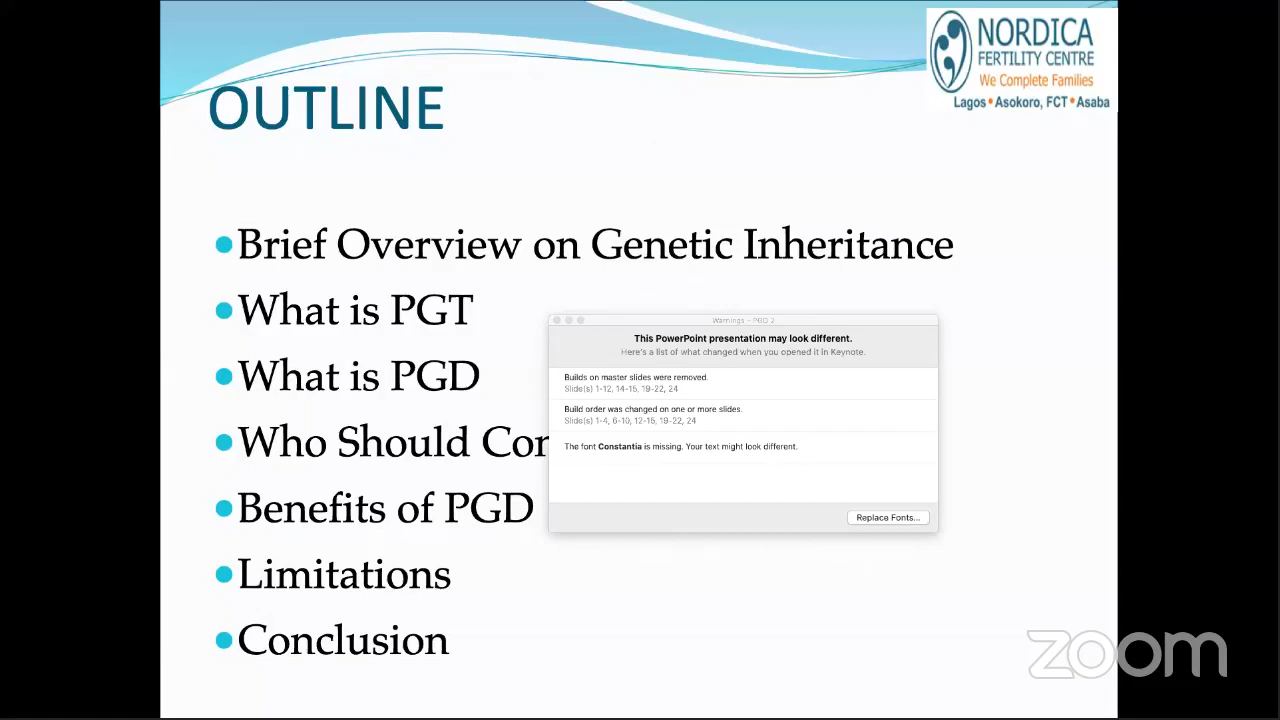 NORDICA
FERTILITY CENTRE
We Complete Families
Lagos • Asokoro, FCT • Asaba
OUTLINE
•Brief Overview on Genetic Inheritance
•What is PGT
•What is PGD
•Who Should Con
•Benefits of PGD
•Limitations
•Conclusion
Warnings - PGD 2
This PowerPoint presentation may look different.
Here's a list of what changed when you opened it in Keynote.
Builds on master slides were removed.
Slide(s) 1-12, 14-15, 19-22, 24
Build order was changed on one or more slides.
Slide(s) 1-4, 6-10, 12-15, 19-22, 24
The font Constantia is missing. Your text might look different.
Replace Fonts...
zoom